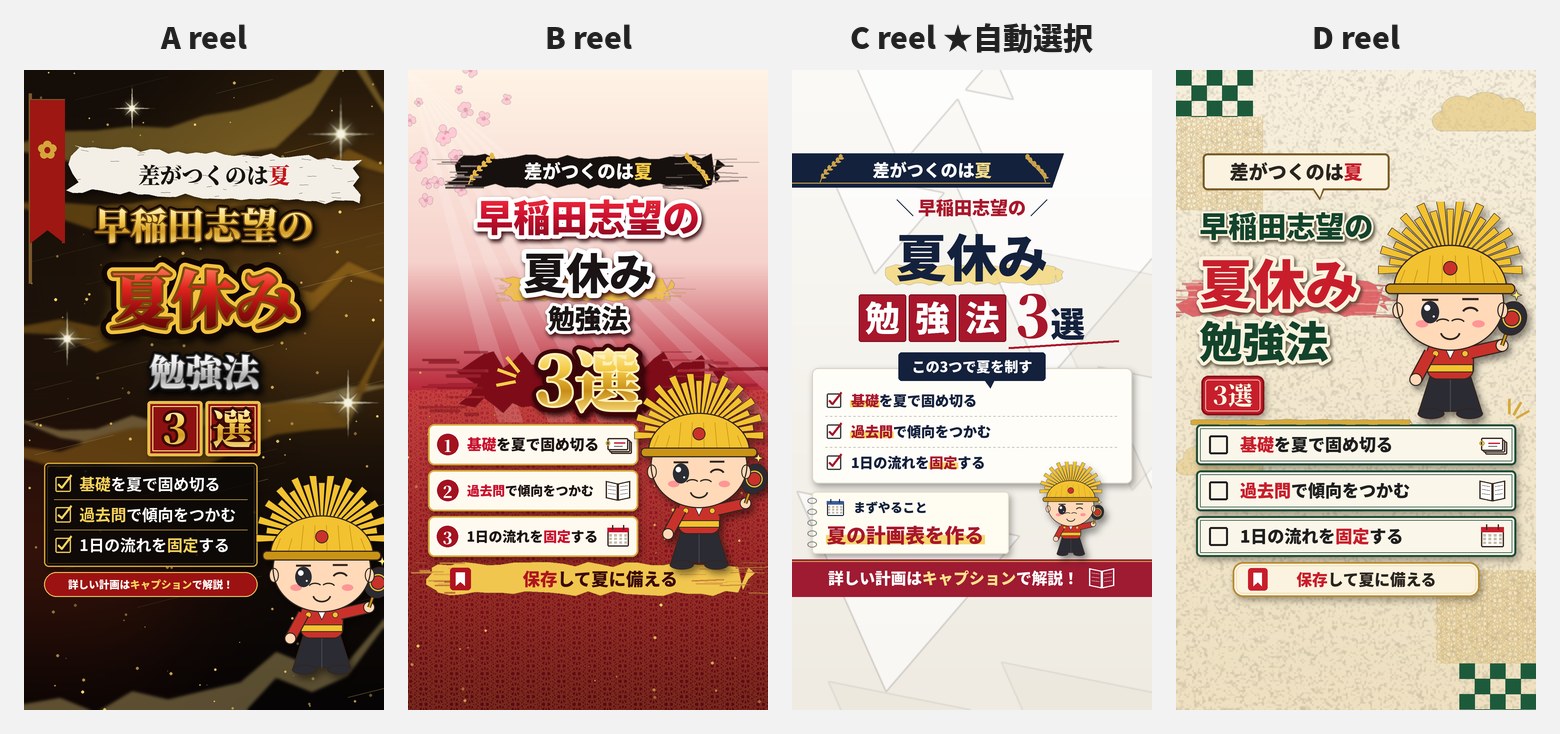 A reel
差がつくのは夏
早稲田志望の
夏休み
勉強法
3選
基礎を夏で固め切る
過去問で傾向をつかむ
1日の流れを固定する
詳しい計画はキャプションで解説！
B reel
差がつくのは夏
早稲田志望の
夏休み
勉強法
3選
1 基礎を夏で固め切る
2 過去問で傾向をつかむ
3 1日の流れを固定する
保存して夏に備える
C reel ★自動選択
差がつくのは夏
早稲田志望の
夏休み
勉強法3選
この3つで夏を制す
基礎を夏で固め切る
過去問で傾向をつかむ
1日の流れを固定する
まずやること
夏の計画表を作る
詳しい計画はキャプションで解説！
D reel
差がつくのは夏
早稲田志望の
夏休み
勉強法
3選
基礎を夏で固め切る
過去問で傾向をつかむ
1日の流れを固定する
保存して夏に備える